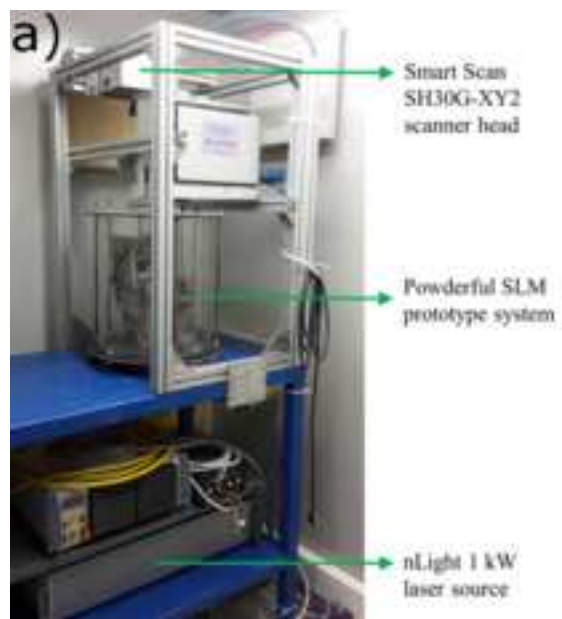 a)
Smart Scan
SH30G-XY2
scanner head
Powderful SLM
prototype system
nLight 1 kW
laser source